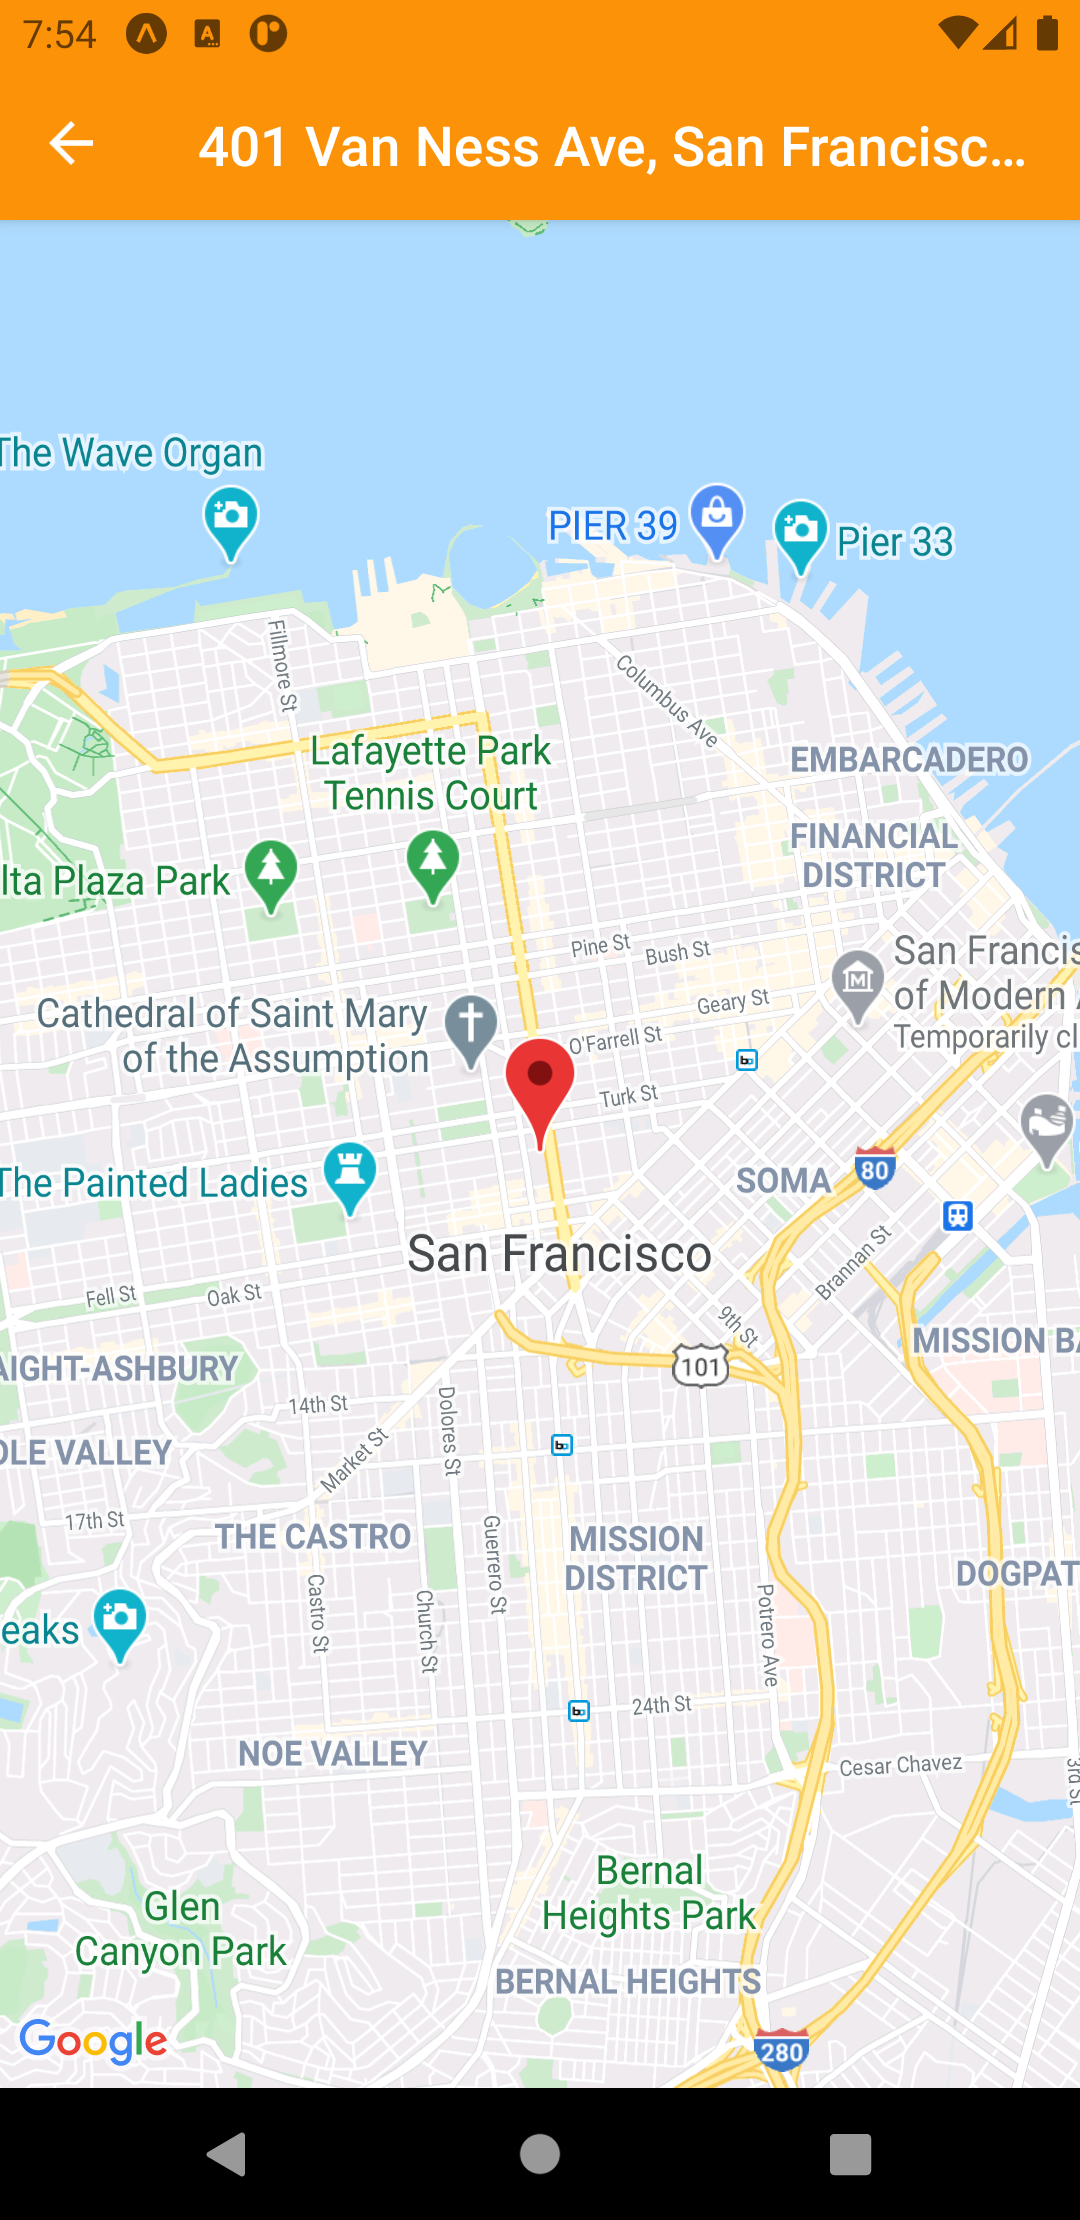 7:54
401 Van Ness Ave, San Francisc...
The Wave Organ
PIER 39
Pier 33
Fillmore St
Columbus Ave
Lafayette Park
Tennis Court
EMBARCADERO
FINANCIAL
DISTRICT
lta Plaza Park
Pine St
Bush St
San Francis
of Modern
Temporarily cl
Geary St
Cathedral of Saint Mary
of the Assumption
O'Farrell St
Turk St
The Painted Ladies
SOMA
80
San Francisco
Brannan St
Fell St
Oak St
9th St
MISSION BA
AIGHT-ASHBURY
101
14th St
Dolores St
OLE VALLEY
Market St
17th St
THE CASTRO
Guerrero St
MISSION
DISTRICT
DOGPAT
Castro St
Church St
Potrero Ave
eaks
24th St
NOE VALLEY
Cesar Chavez
3rd St
Bernal
Heights Park
Glen
Canyon Park
BERNAL HEIGHTS
Google
280